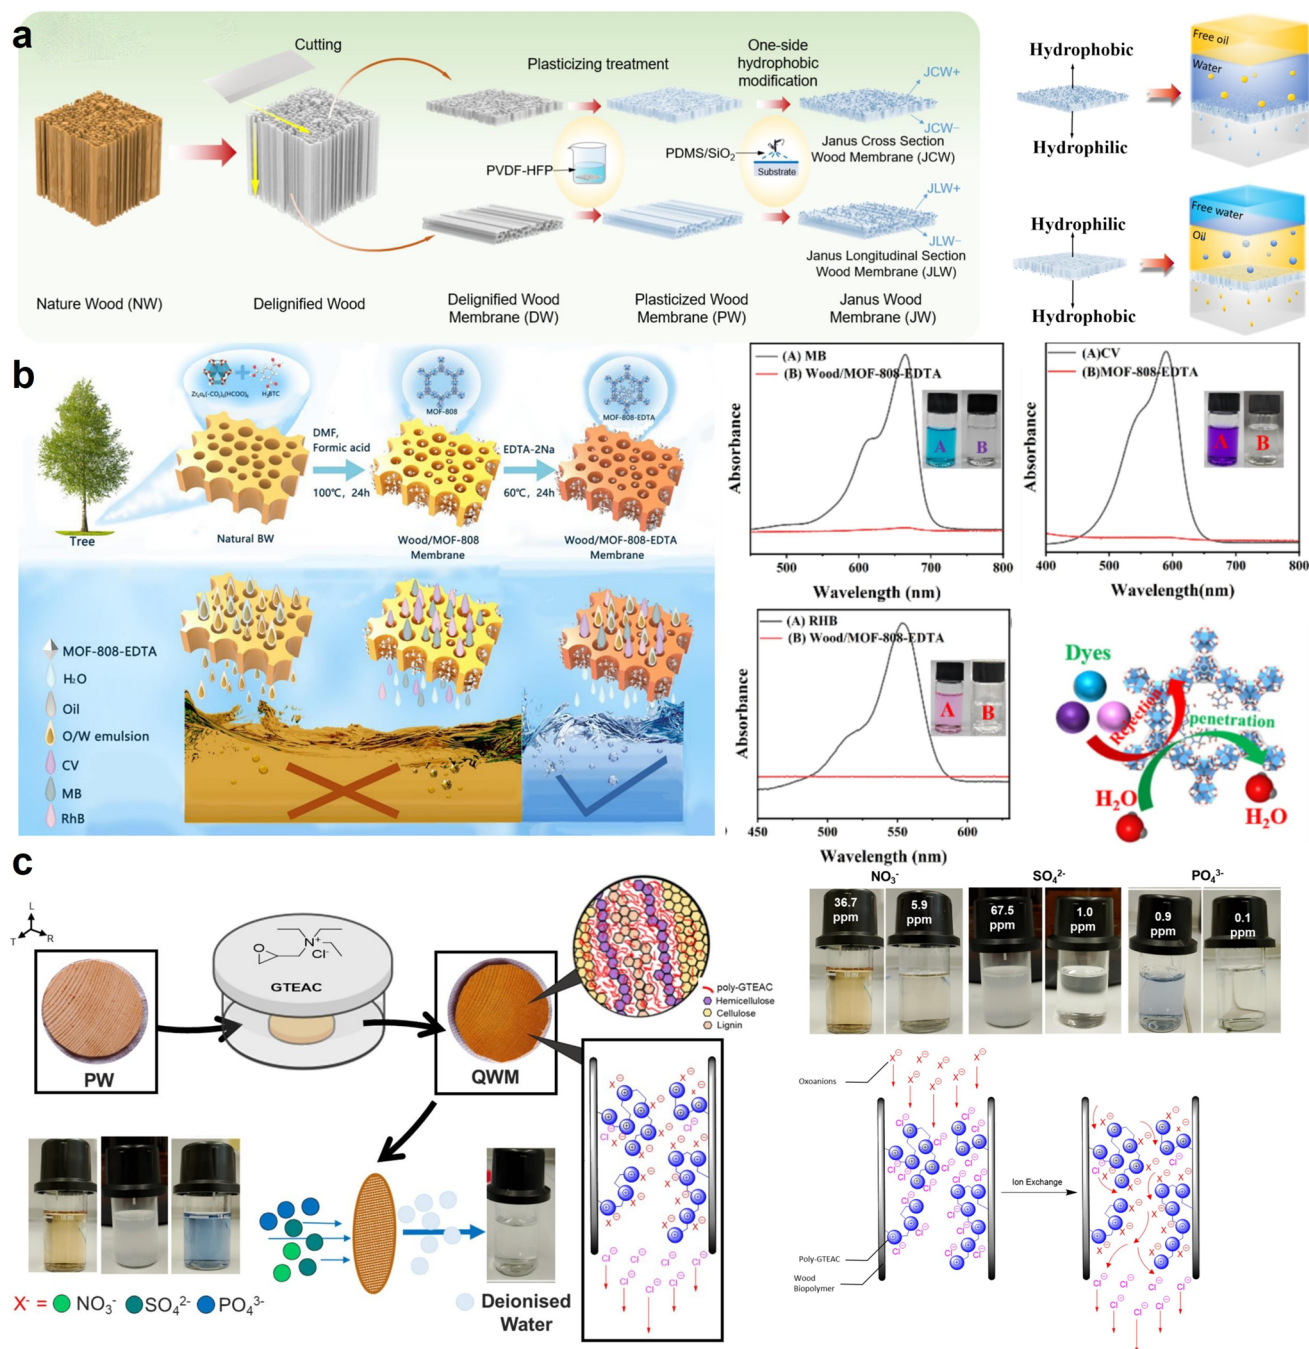 a
Cutting
Plasticizing treatment
One-side
hydrophobic
modification
JCW+
JCW−
PVDF-HFP
PDMS/SiO₂
Substrate
Janus Cross Section
Wood Membrane (JCW)
JLW+
JLW−
Janus Longitudinal Section
Wood Membrane (JLW)
Nature Wood (NW)
Delignified Wood
Delignified Wood
Membrane (DW)
Plasticized Wood
Membrane (PW)
Janus Wood
Membrane (JW)
Hydrophobic
Hydrophilic
Free oil
Water
Hydrophilic
Hydrophobic
Free water
Oil
b
Tree
H₃BTC
Natural BW
DMF,
Formic acid
100℃, 24h
MOF-808
Wood/MOF-808
Membrane
EDTA-2Na
60℃, 24h
MOF-808-EDTA
Wood/MOF-808-EDTA
Membrane
MOF-808-EDTA
H₂O
Oil
O/W emulsion
CV
MB
RhB
(A) MB
(B) Wood/MOF-808-EDTA
A
B
Absorbance
500
600
700
800
Wavelength (nm)
(A)CV
(B)MOF-808-EDTA
A
B
Absorbance
400
500
600
700
800
Wavelength(nm)
(A) RHB
(B) Wood/MOF-808-EDTA
A
B
Absorbance
450
500
550
600
Wavelength (nm)
Dyes
Rejection
penetration
H₂O
H₂O
c
L
T
R
PW
N⁺
O
Cl⁻
GTEAC
QWM
poly-GTEAC
Hemicellulose
Cellulose
Lignin
X⁻ = NO₃⁻ SO₄²⁻ PO₄³⁻
Deionised
Water
NO₃⁻
SO₄²⁻
PO₄³⁻
36.7
ppm
5.9
ppm
67.5
ppm
1.0
ppm
0.9
ppm
0.1
ppm
Oxoanions
Ion Exchange
Poly-GTEAC
Wood
Biopolymer